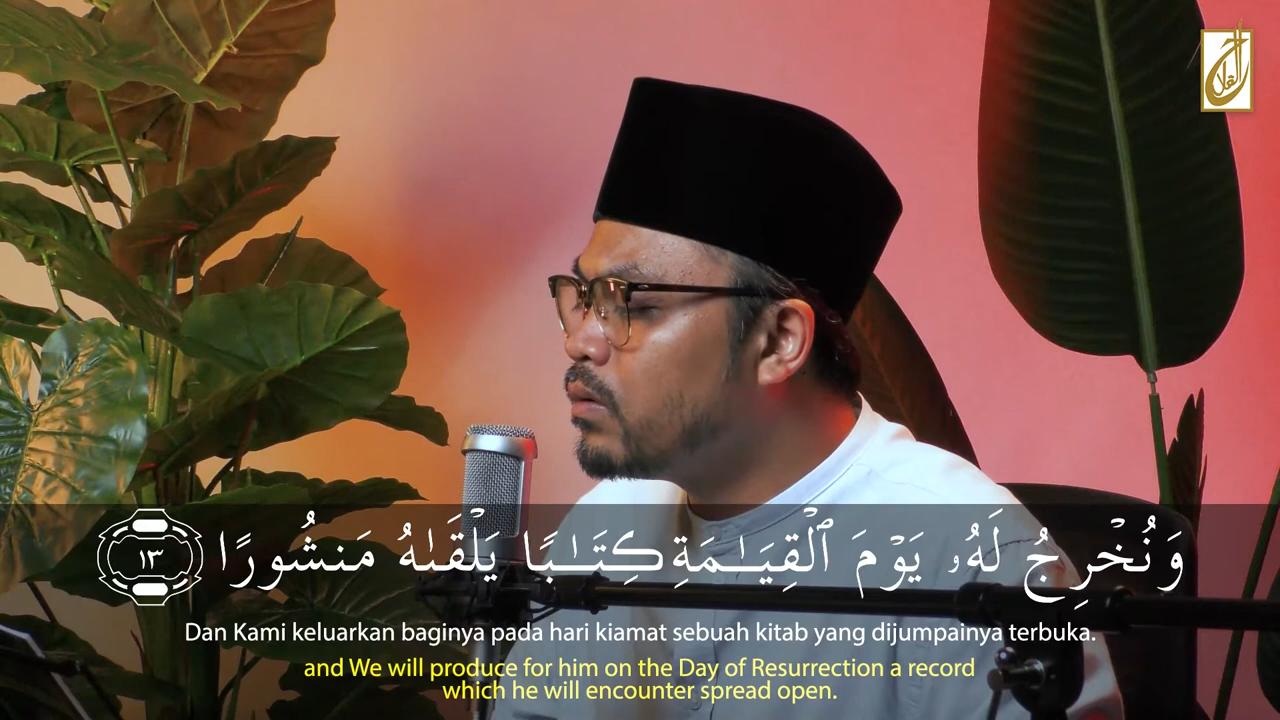 الفلاح
وَنُخْرِجُ لَهُۥ يَوْمَ ٱلْقِيَـٰمَةِ كِتَـٰبًا يَلْقَىٰهُ مَنشُورًا ١٣
Dan Kami keluarkan baginya pada hari kiamat sebuah kitab yang dijumpainya terbuka.
and We will produce for him on the Day of Resurrection a record
which he will encounter spread open.